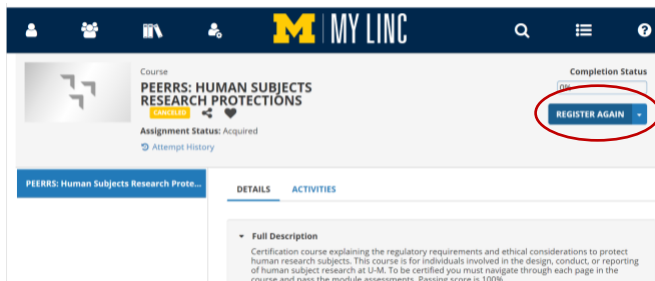 M MY LINC
Course
PEERRS: HUMAN SUBJECTS
RESEARCH PROTECTIONS
CANCELED
Assignment Status: Acquired
Attempt History
Completion Status
0%
REGISTER AGAIN
PEERRS: Human Subjects Research Prote...
DETAILS ACTIVITIES
Full Description
Certification course explaining the regulatory requirements and ethical considerations to protect
human research subjects. This course is for individuals involved in the design, conduct, or reporting
of human subject research at U-M. To be certified you must navigate through each page in the
course and pass the module assessments. Passing score is 100%.